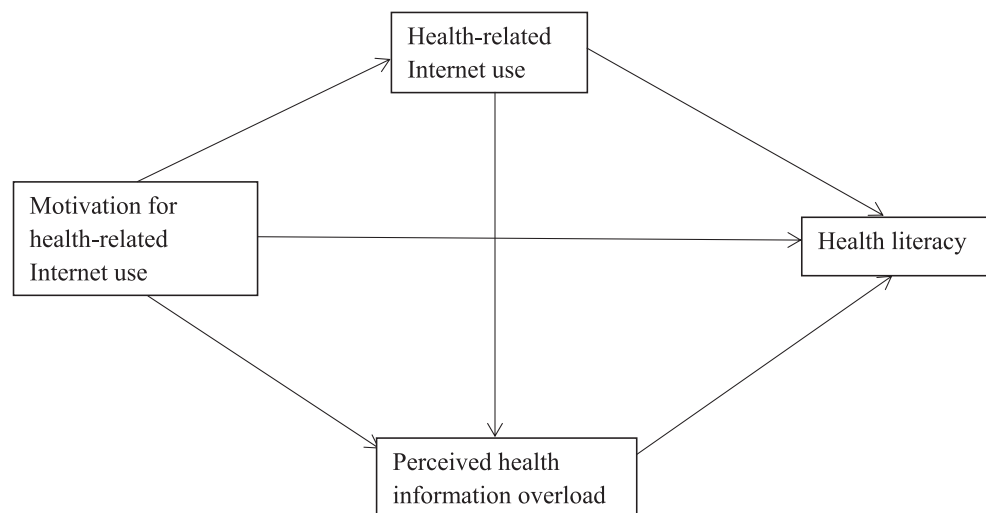 Health-related
Internet use
Motivation for
health-related
Internet use
Health literacy
Perceived health
information overload